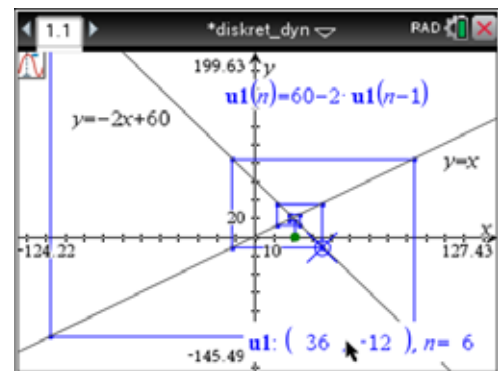 1.1 *diskret_dyn RAD
199.63 y
u1(n)=60-2·u1(n-1)
y=-2x+60
y=x
20
x
-124.22 10 127.43
-145.49 u1: ( 36 , -12 ), n= 6